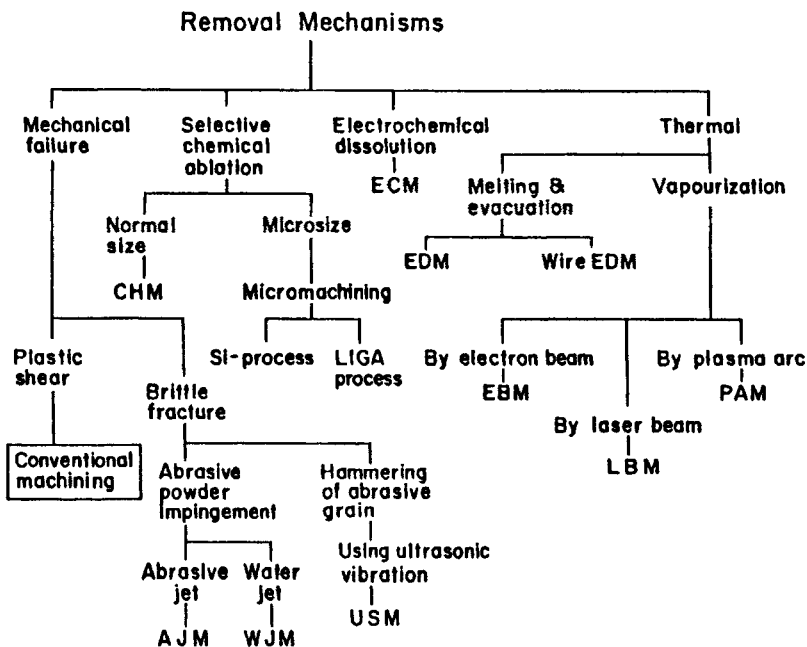 Removal Mechanisms
Mechanical
failure
Selective
chemical
ablation
Electrochemical
dissolution
Thermal
ECM
Melting &
evacuation
Vapourization
Normal
size
Microsize
EDM
Wire EDM
CHM
Micromachining
Plastic
shear
Si-process
LIGA
process
By electron beam
EBM
By plasma arc
PAM
Brittle
fracture
By laser beam
LBM
Conventional
machining
Abrasive
powder
impingement
Hammering
of abrasive
grain
Using ultrasonic
vibration
Abrasive
jet
Water
jet
USM
AJM
WJM